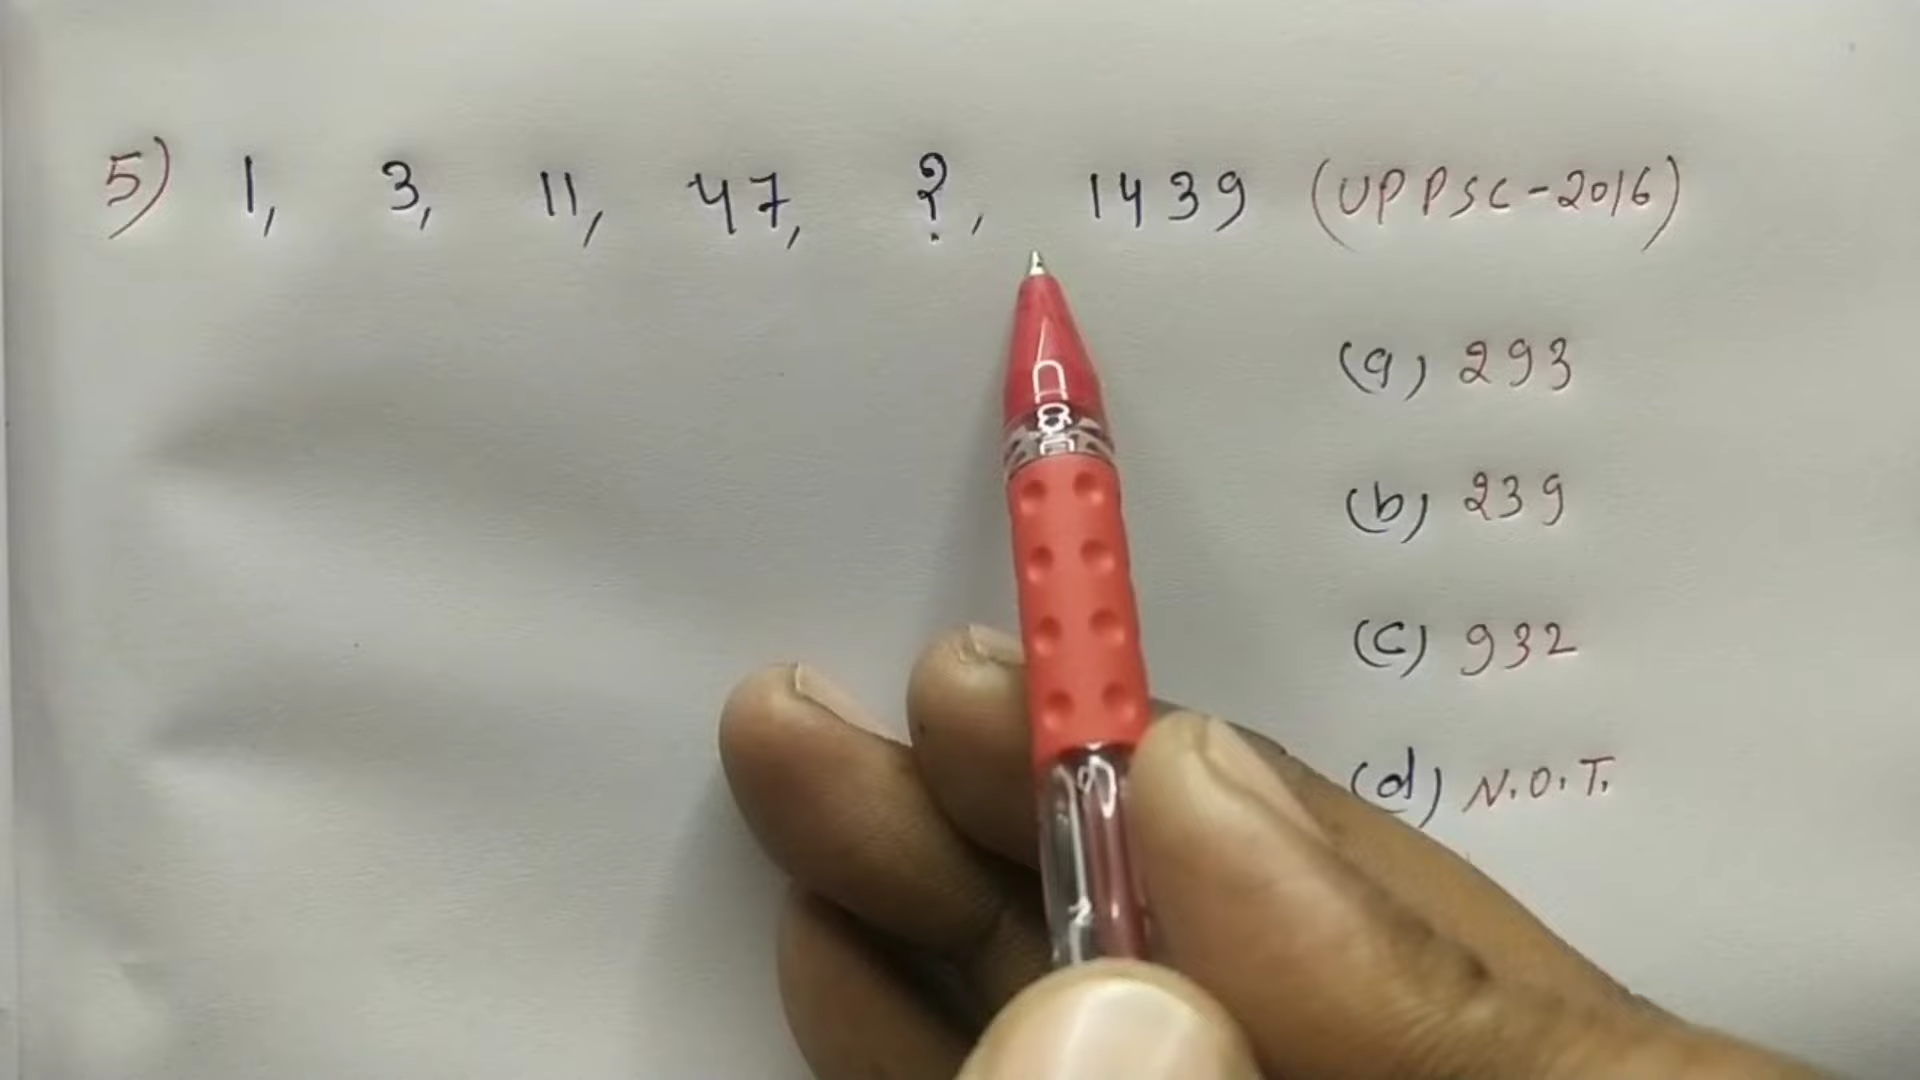 5) 1, 3, 11, 47, ?, 1439 (UPPSC-2016)
(a) 293
(b) 239
(c) 932
(d) N.O.T.